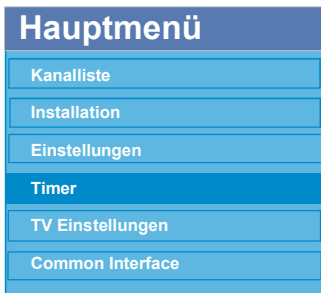 Hauptmenü
Kanalliste
Installation
Einstellungen
Timer
TV Einstellungen
Common Interface